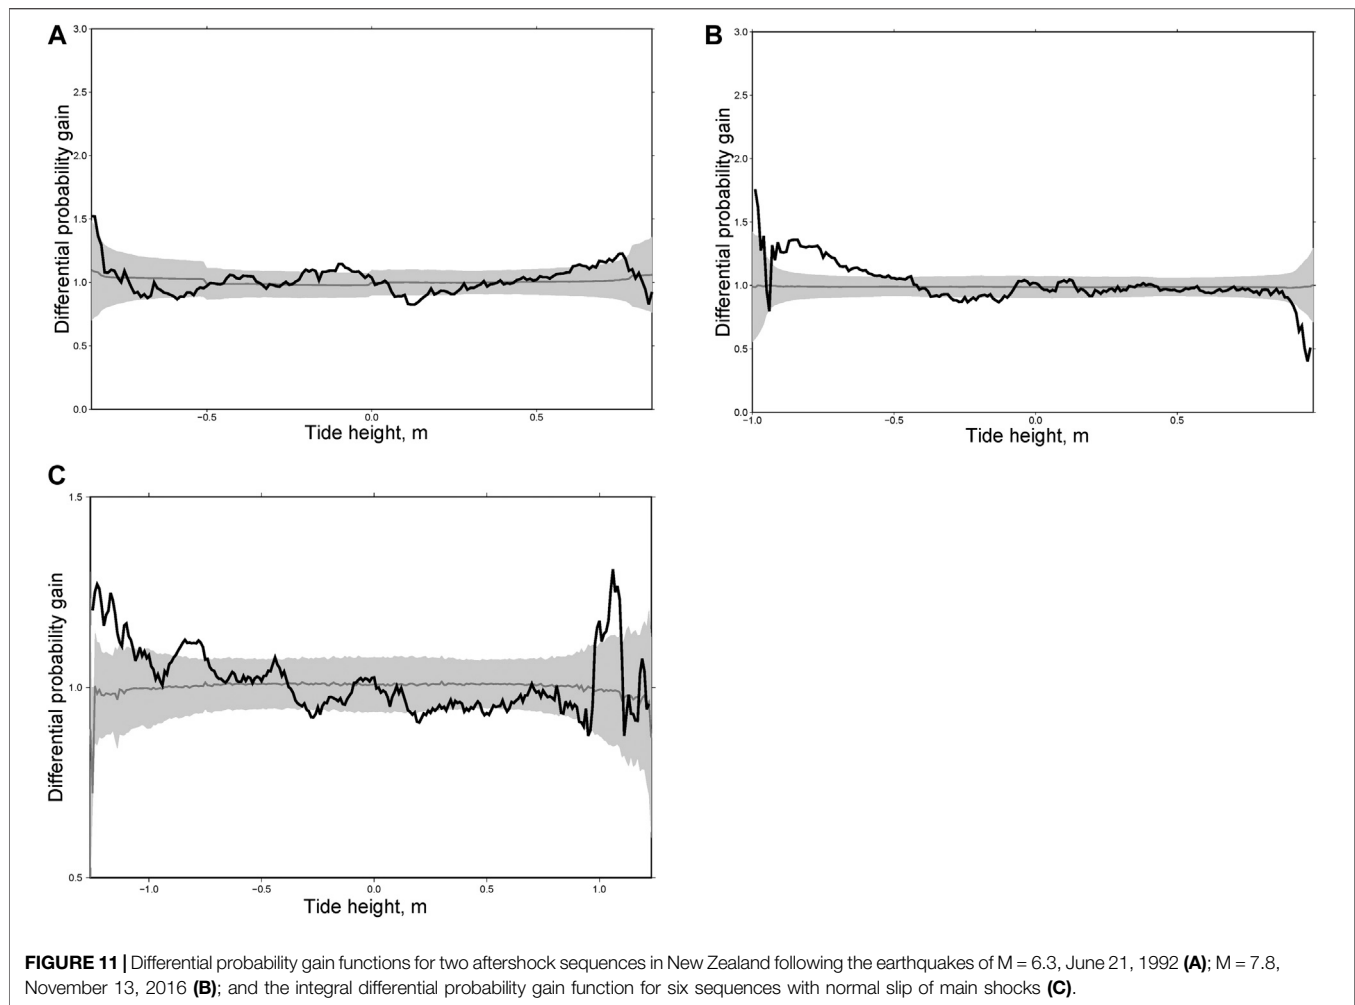 A
3.0
2.5
2.0
1.5
1.0
0.5
0.0
Differential probability gain
−0.5
0.0
0.5
Tide height, m
B
3.0
2.5
2.0
1.5
1.0
0.5
0.0
Differential probability gain
−1.0
−0.5
0.0
0.5
Tide height, m
C
1.5
1.0
0.5
Differential probability gain
−1.0
−0.5
0.0
0.5
1.0
Tide height, m
FIGURE 11 | Differential probability gain functions for two aftershock sequences in New Zealand following the earthquakes of M = 6.3, June 21, 1992 (A); M = 7.8,
November 13, 2016 (B); and the integral differential probability gain function for six sequences with normal slip of main shocks (C).